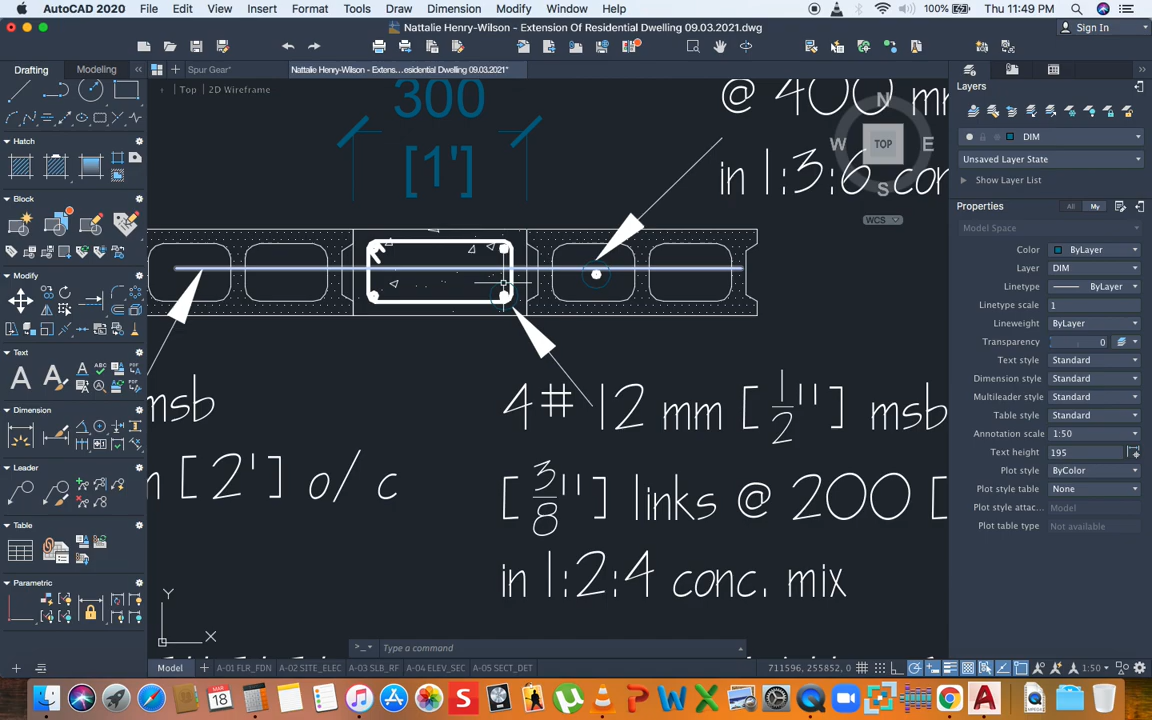 AutoCAD 2020 File Edit View Insert Format Tools Draw Dimension Modify Window Help 100% Thu 11:49 PM
Nattalie Henry-Wilson - Extension Of Residential Dwelling 09.03.2021.dwg
Sign In
Drafting Modeling
Spur Gear*
Nattalie Henry-Wilson - Extens...esidential Dwelling 09.03.2021*
Top 2D Wireframe
Hatch
Block
Modify
Text
Dimension
Leader
Table
Parametric
300
[1']
@ 400 mm
in 1:3:6 con
N
W TOP E
S
WCS
msb
[2'] o/c
4# 12 mm [1/2''] msb
[3/8''] links @ 200 [
in 1:2:4 conc. mix
Y
X
>_ Type a command
Layers
DIM
Unsaved Layer State
Show Layer List
Properties
All My
Model Space
Color ByLayer
Layer DIM
Linetype ByLayer
Linetype scale 1
Lineweight ByLayer
Transparency 0
Text style Standard
Dimension style Standard
Multileader style Standard
Table style Standard
Annotation scale 1:50
Text height 195
Plot style ByColor
Plot style table None
Plot style attac... Model
Plot table type Not available
Model A-01 FLR_FDN A-02 SITE_ELEC A-03 SLB_RF A-04 ELEV_SEC A-05 SECT_DET
711596, 255852, 0 1:50
MAR
18